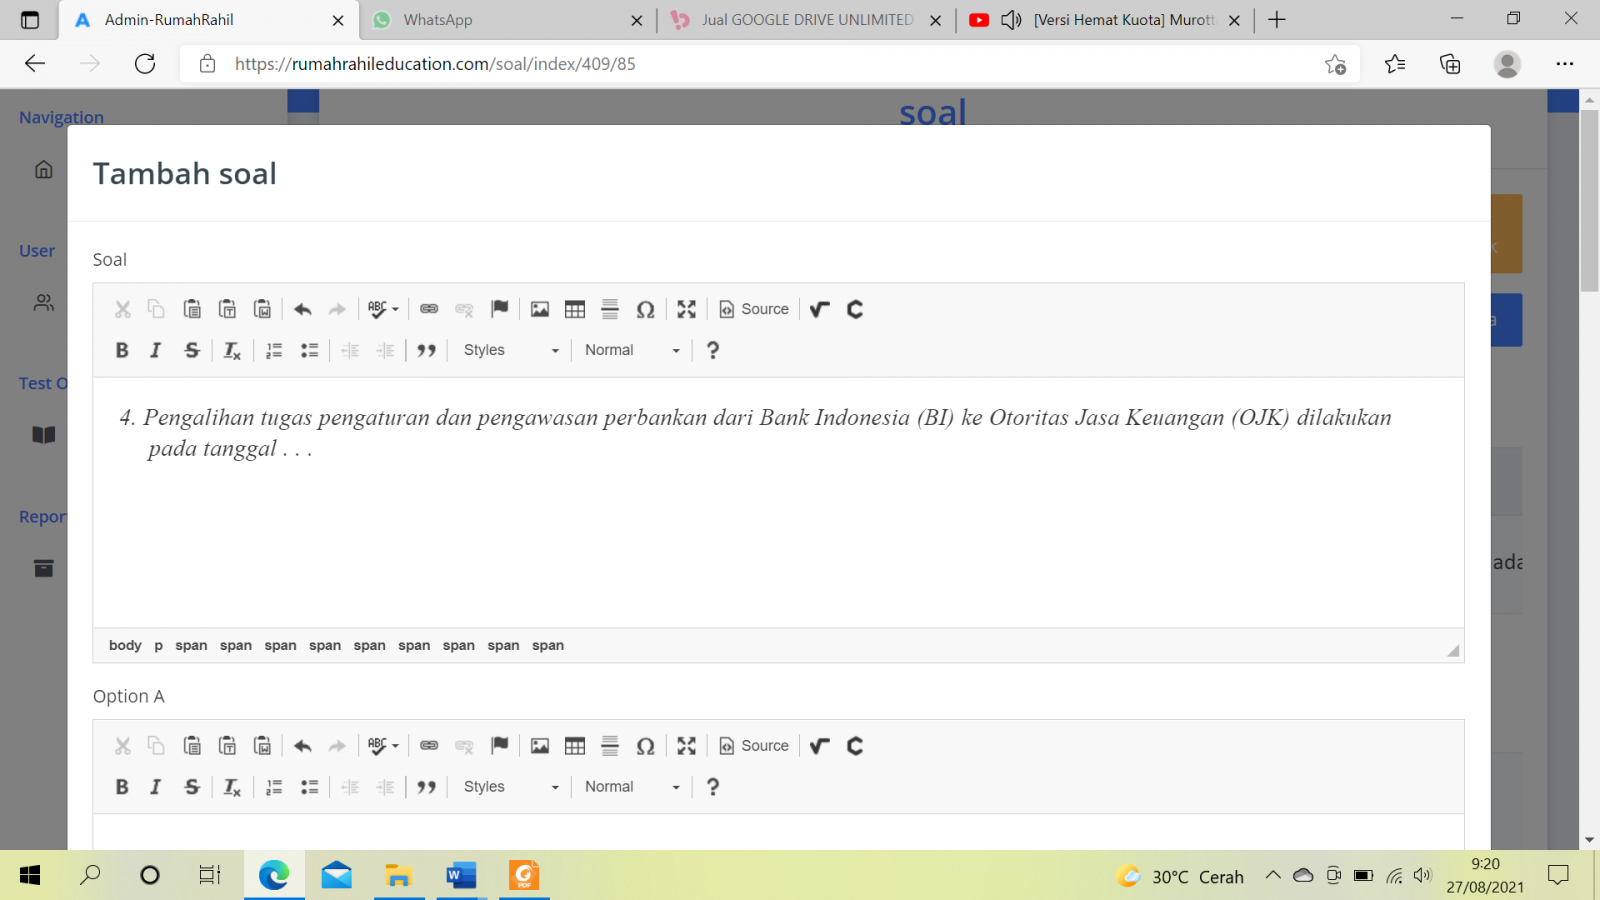 Admin-RumahRahil
WhatsApp
Jual GOOGLE DRIVE UNLIMITED
[Versi Hemat Kuota] Murott
https://rumahrahileducation.com/soal/index/409/85
Navigation
soal
Tambah soal
User
Soal
ABC
Source
Styles
Normal
Test O
4. Pengalihan tugas pengaturan dan pengawasan perbankan dari Bank Indonesia (BI) ke Otoritas Jasa Keuangan (OJK) dilakukan
pada tanggal . . .
Repor
ada
body p span span span span span span span span span
Option A
ABC
Source
Styles
Normal
30°C Cerah
9:20
27/08/2021